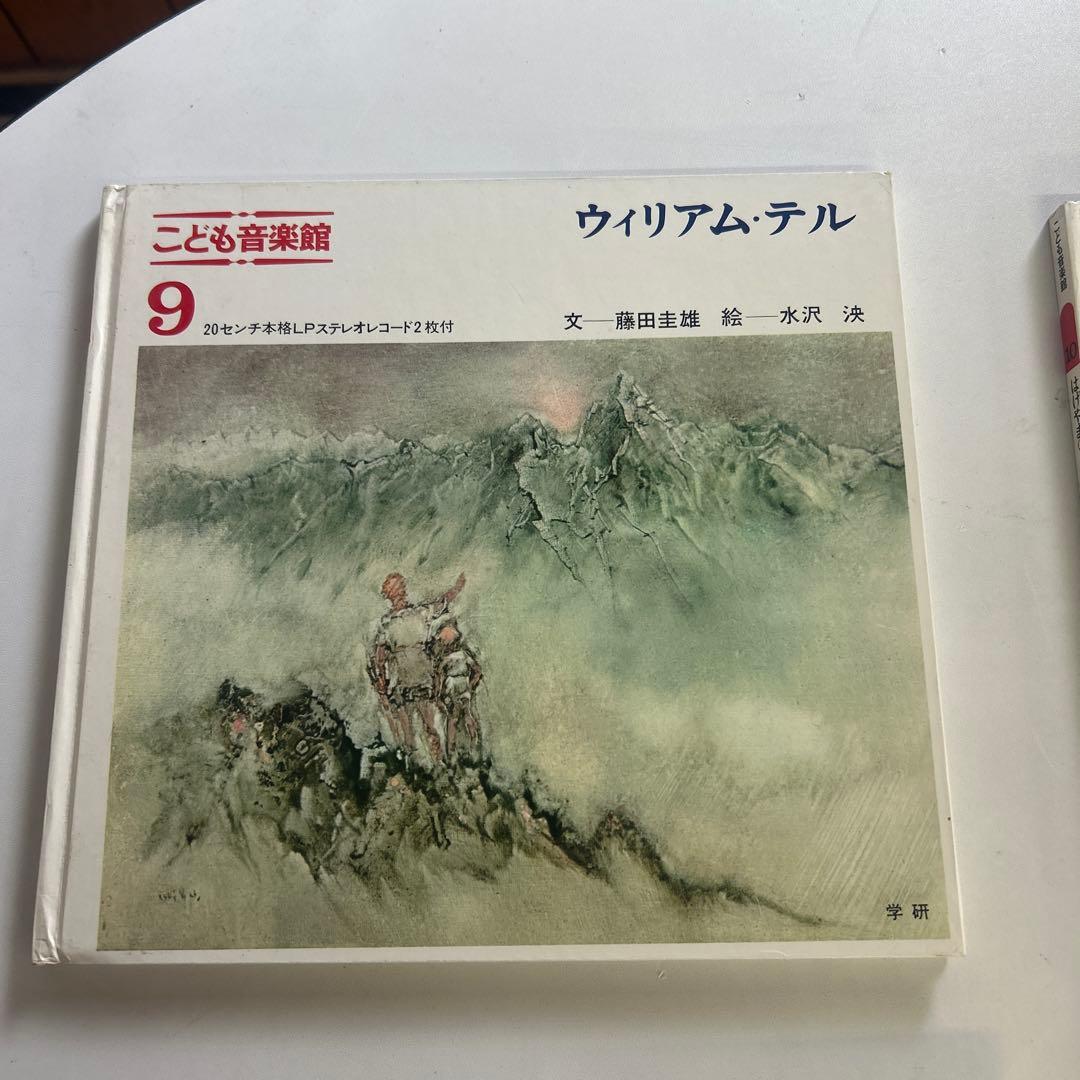 こども音楽館
ウィリアム・テル
9
20センチ本格LPステレオレコード2枚付
文──藤田圭雄 絵──水沢 泱
学研
こども音楽館
10